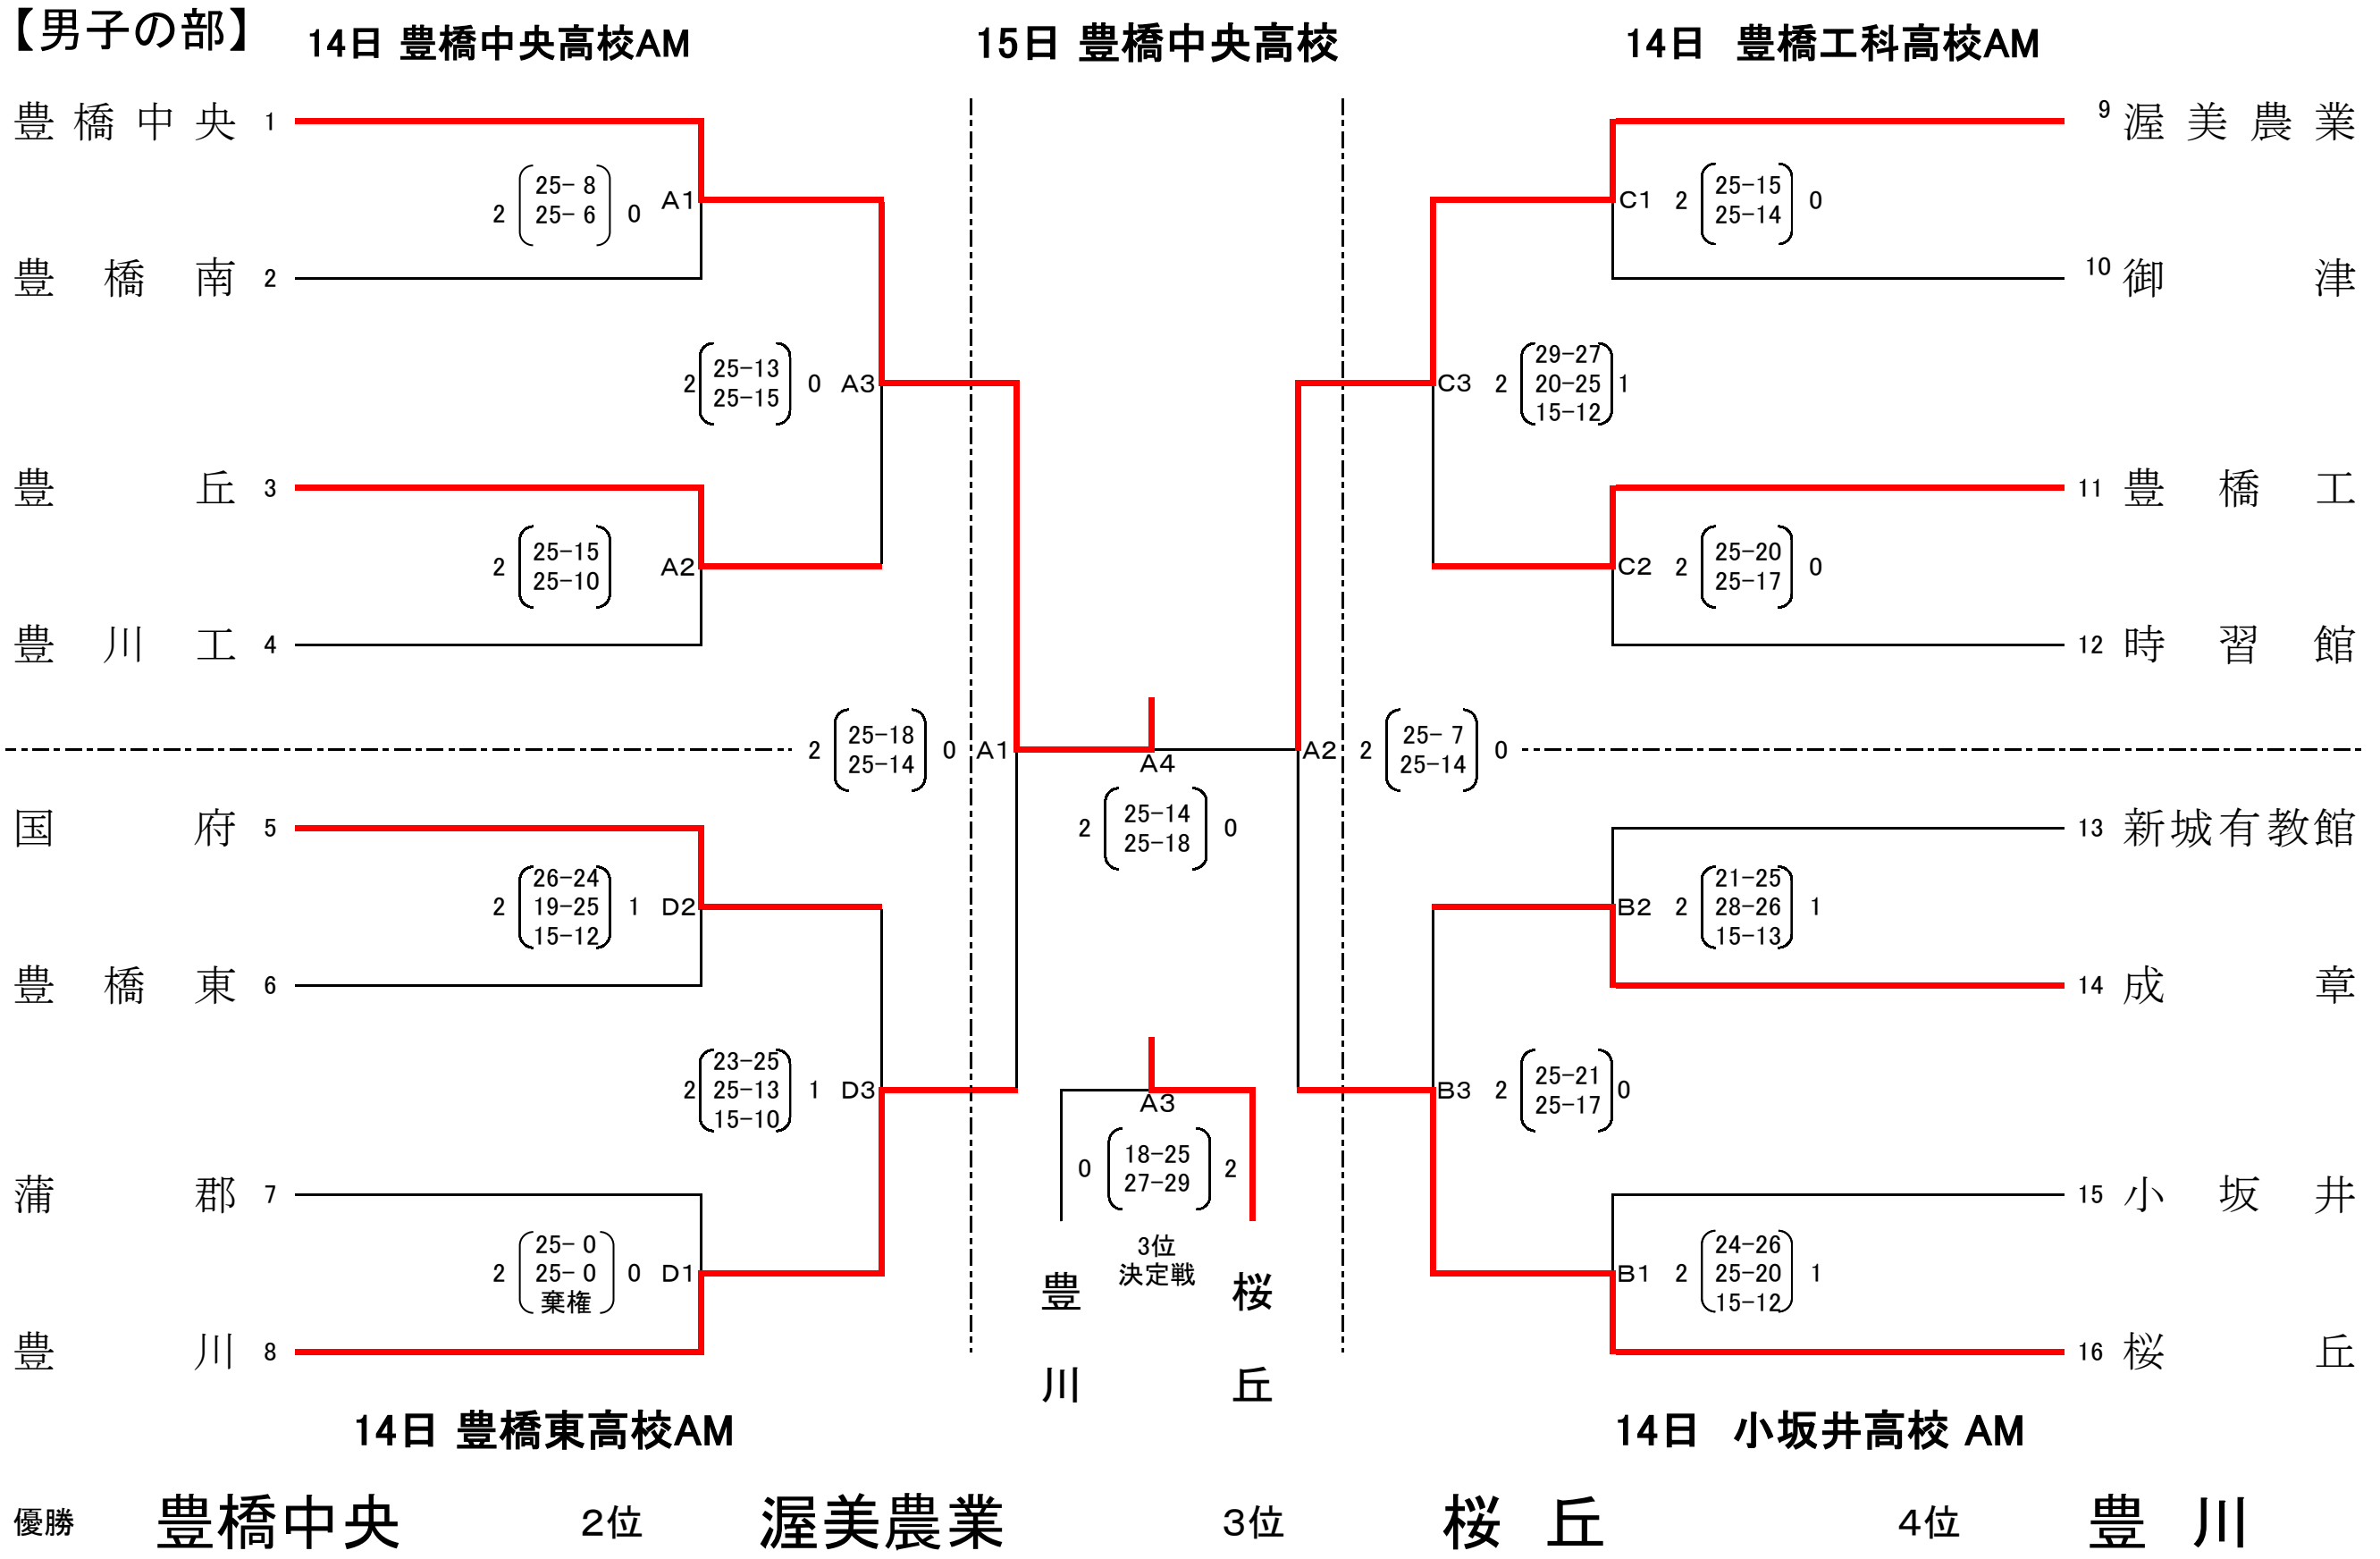 【男子の部】
14日 豊橋中央高校AM
15日 豊橋中央高校
14日 豊橋工科高校AM
豊橋中央 1
9 渥美農業
2 25- 8 25- 6 0 A1
C1 2 25-15 25-14 0
豊橋南 2
10 御津
2 25-13 25-15 0 A3
C3 2 29-27 20-25 15-12 1
豊丘 3
11 豊橋工
2 25-15 25-10 A2
C2 2 25-20 25-17 0
豊川工 4
12 時習館
2 25-18 25-14 0 A1
A4
2 25-14 25-18 0
A2 2 25- 7 25-14 0
国府 5
13 新城有教館
2 26-24 19-25 15-12 1 D2
B2 2 21-25 28-26 15-13 1
豊橋東 6
14 成章
2 23-25 25-13 15-10 1 D3
A3
0 18-25 27-29 2
3位
決定戦
豊川
桜丘
B3 2 25-21 25-17 0
蒲郡 7
15 小坂井
2 25- 0 25- 0 棄権 0 D1
B1 2 24-26 25-20 15-12 1
豊川 8
16 桜丘
14日 豊橋東高校AM
14日 小坂井高校 AM
優勝 豊橋中央 2位 渥美農業 3位 桜丘 4位 豊川